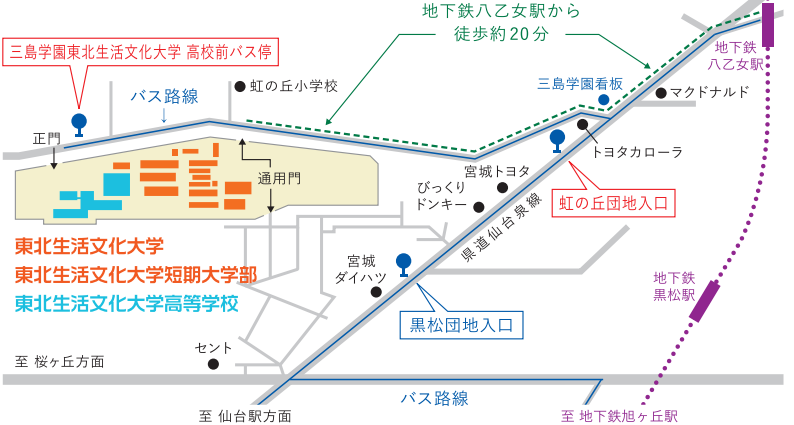 地下鉄八乙女駅から
徒歩約20分
三島学園東北生活文化大学 高校前バス停
地下鉄
八乙女駅
虹の丘小学校
バス路線
三島学園看板
マクドナルド
正門
トヨタカローラ
通用門
宮城トヨタ
びっくり
ドンキー
虹の丘団地入口
県道仙台泉線
東北生活文化大学
東北生活文化大学短期大学部
東北生活文化大学高等学校
宮城
ダイハツ
地下鉄
黒松駅
黒松団地入口
セント
至 桜ヶ丘方面
バス路線
至 仙台駅方面
至 地下鉄旭ヶ丘駅